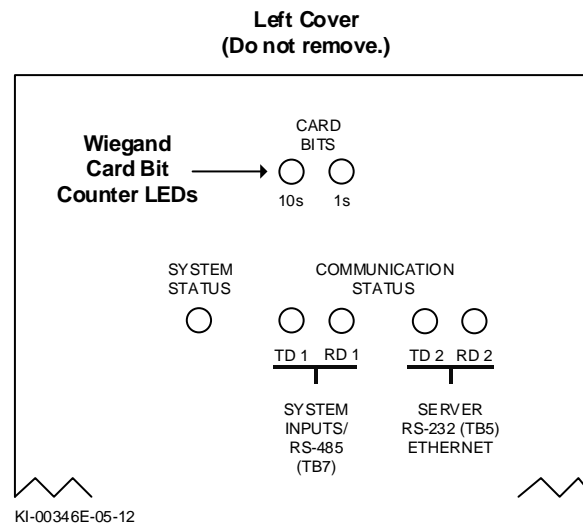 Left Cover
(Do not remove.)
CARD
BITS
Wiegand
Card Bit
Counter LEDs
10s 1s
SYSTEM
STATUS
COMMUNICATION
STATUS
TD 1 RD 1 TD 2 RD 2
SYSTEM
INPUTS/
RS-485
(TB7)
SERVER
RS-232 (TB5)
ETHERNET
KI-00346E-05-12